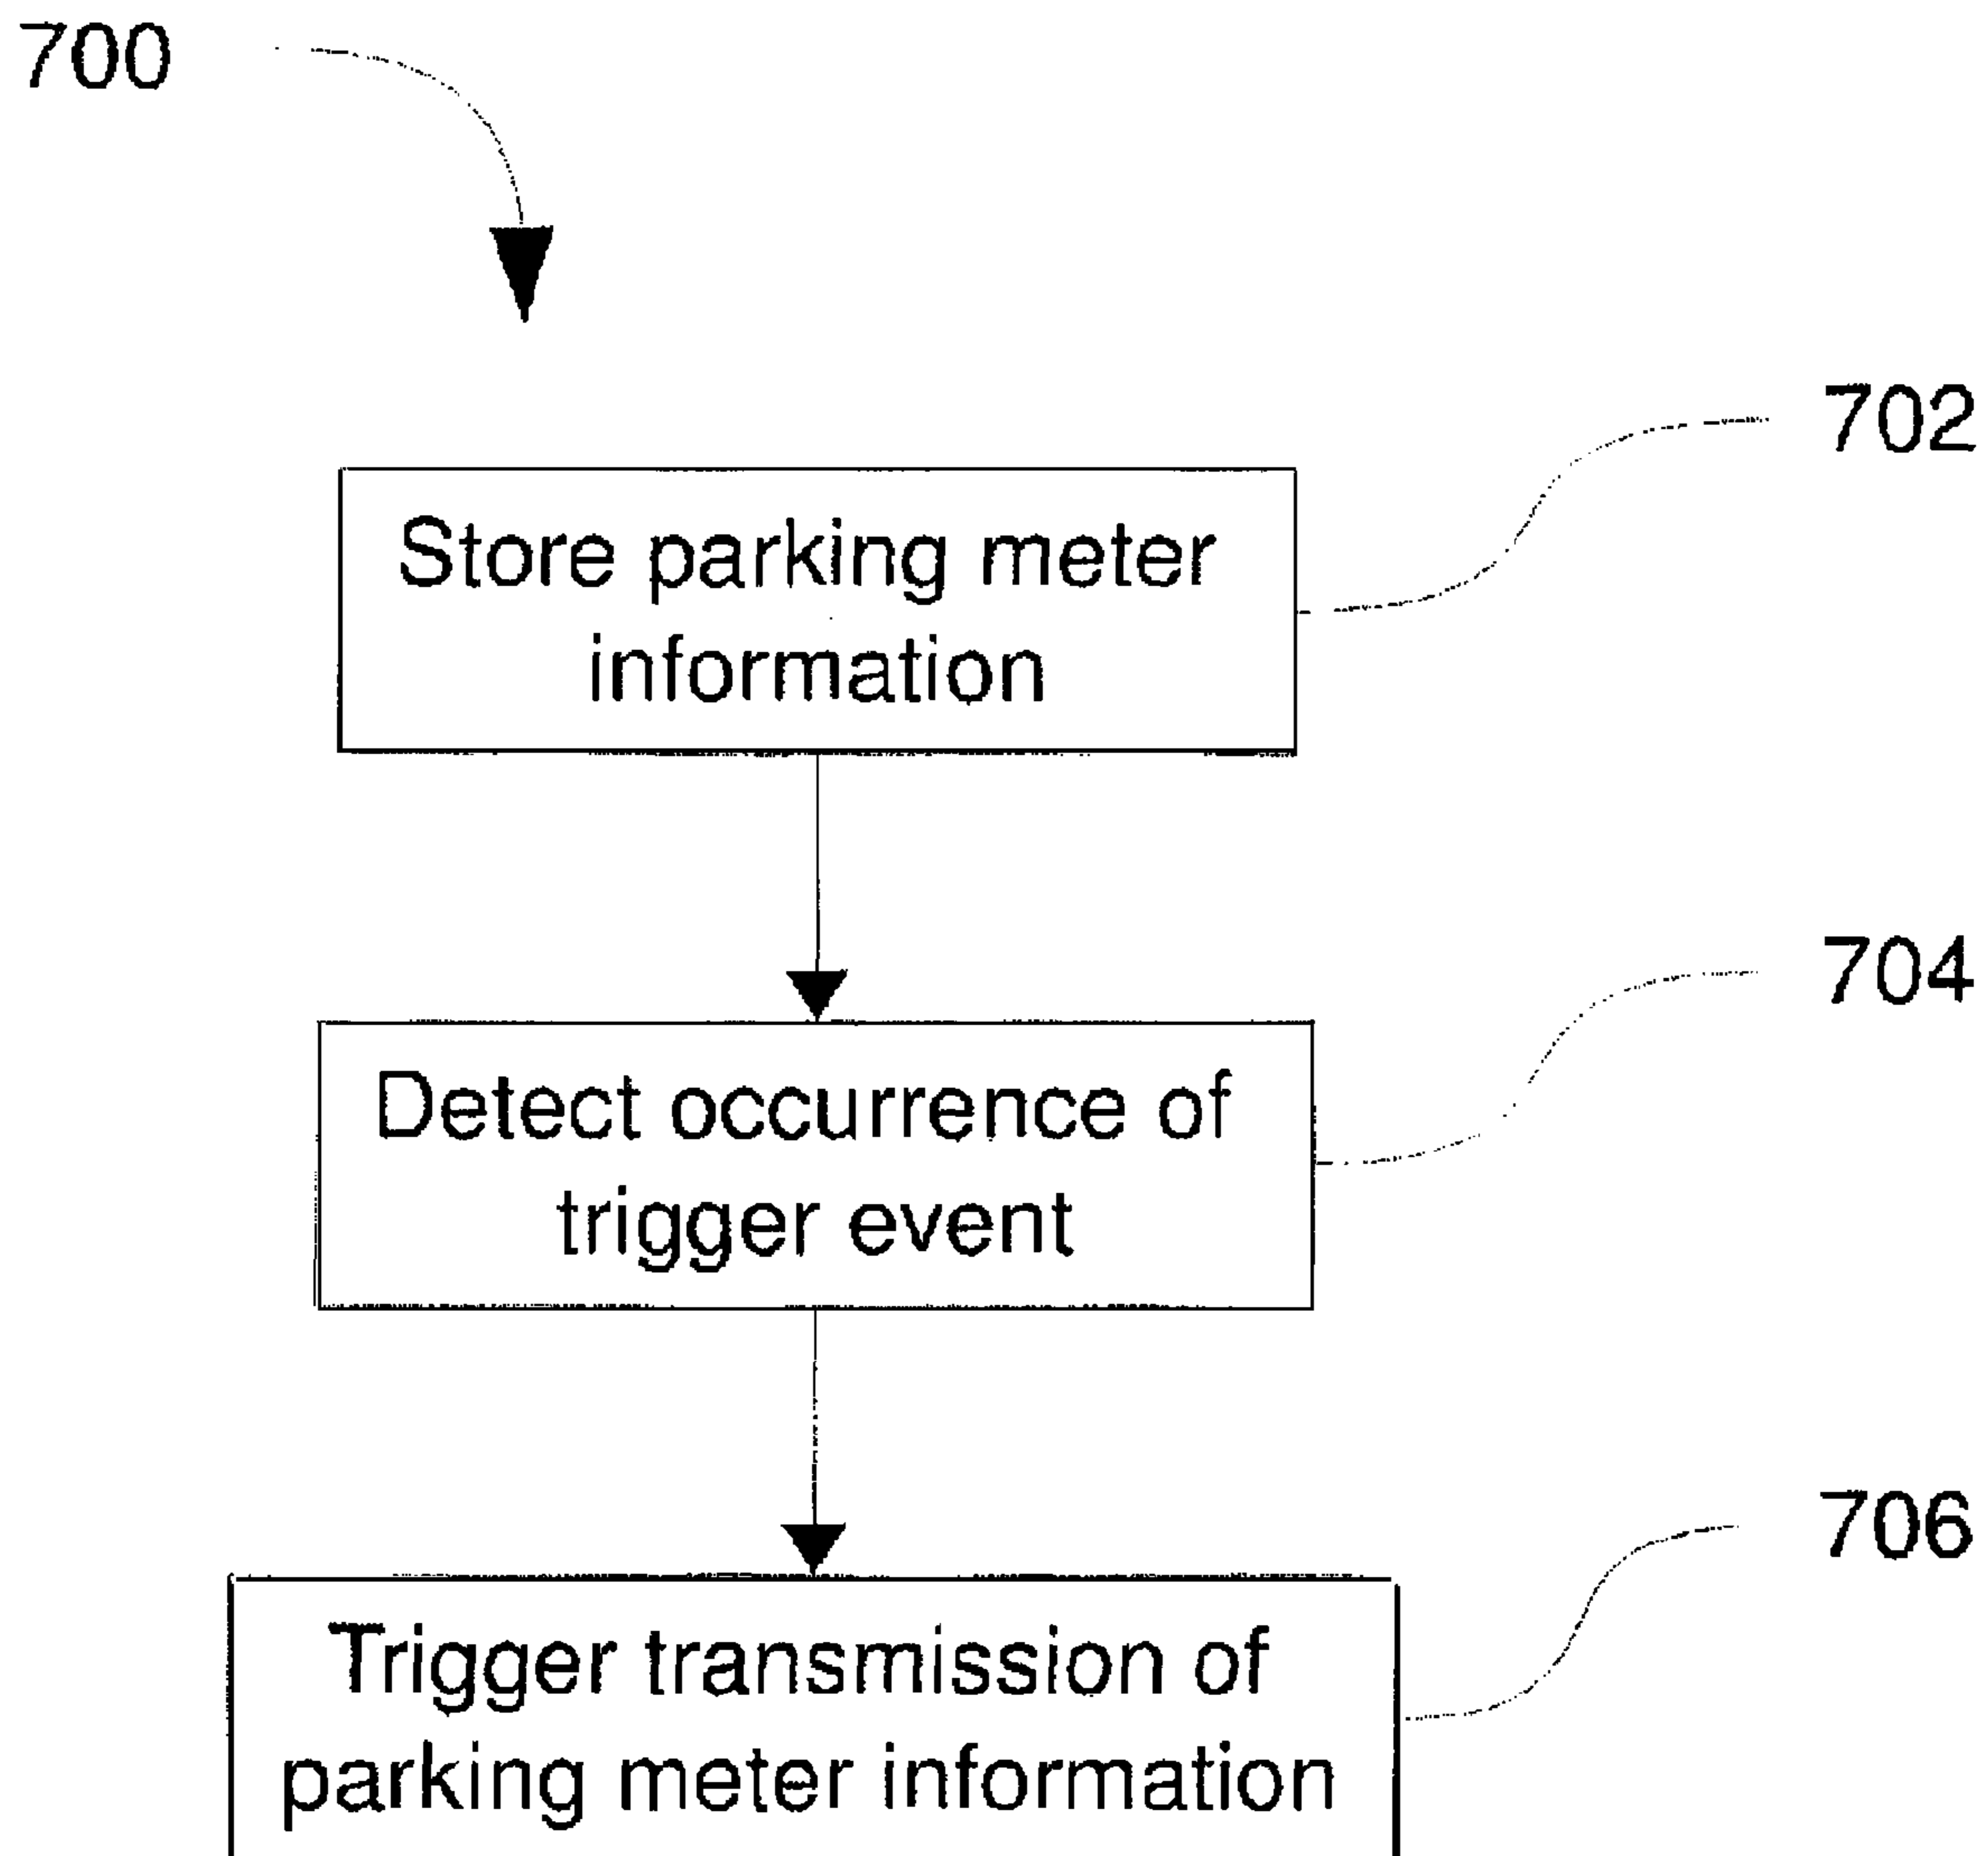 700
702
Store parking meter
information
704
Detect occurrence of
trigger event
706
Trigger transmission of
parking meter information